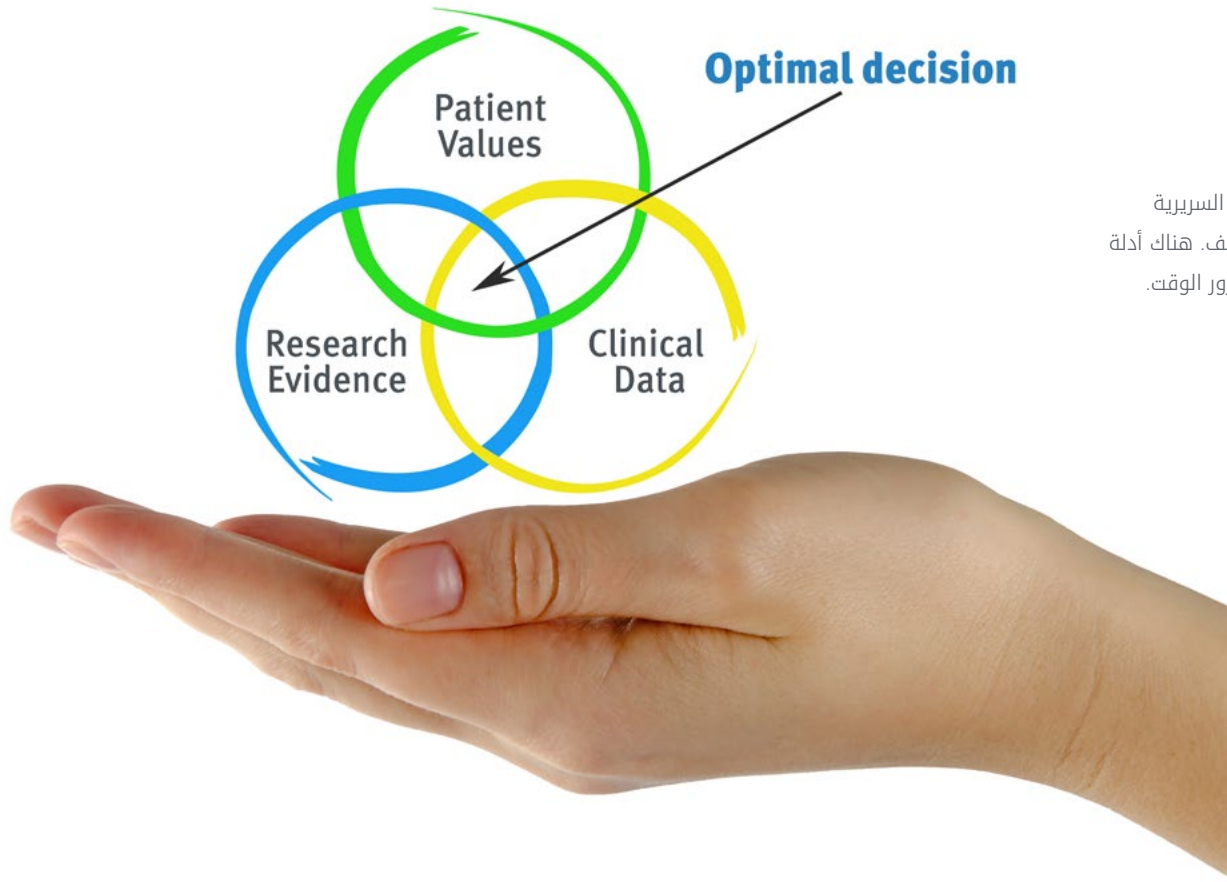 Optimal decision
Patient
Values
Research
Evidence
Clinical
Data
السريرية
هناك أدلة
الوقت.